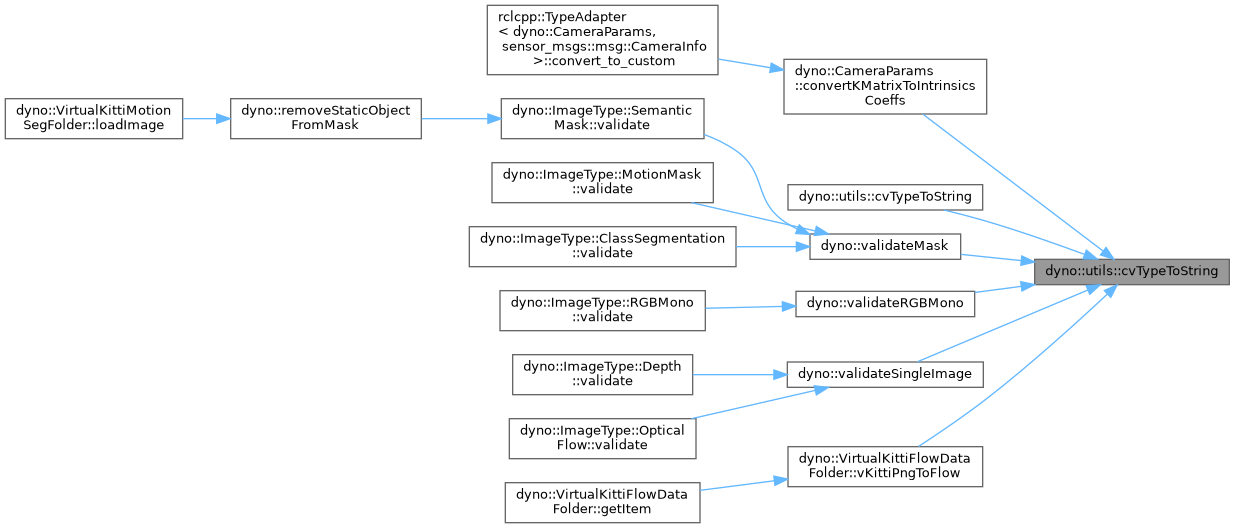 rclcpp::TypeAdapter
< dyno::CameraParams,
sensor_msgs::msg::CameraInfo
>::convert_to_custom
dyno::CameraParams
::convertKMatrixToIntrinsics
Coeffs
dyno::VirtualKittiMotion
SegFolder::loadImage
dyno::removeStaticObject
FromMask
dyno::ImageType::Semantic
Mask::validate
dyno::ImageType::MotionMask
::validate
dyno::utils::cvTypeToString
dyno::ImageType::ClassSegmentation
::validate
dyno::validateMask
dyno::utils::cvTypeToString
dyno::ImageType::RGBMono
::validate
dyno::validateRGBMono
dyno::ImageType::Depth
::validate
dyno::validateSingleImage
dyno::ImageType::Optical
Flow::validate
dyno::VirtualKittiFlowData
Folder::vKittiPngToFlow
dyno::VirtualKittiFlowData
Folder::getItem